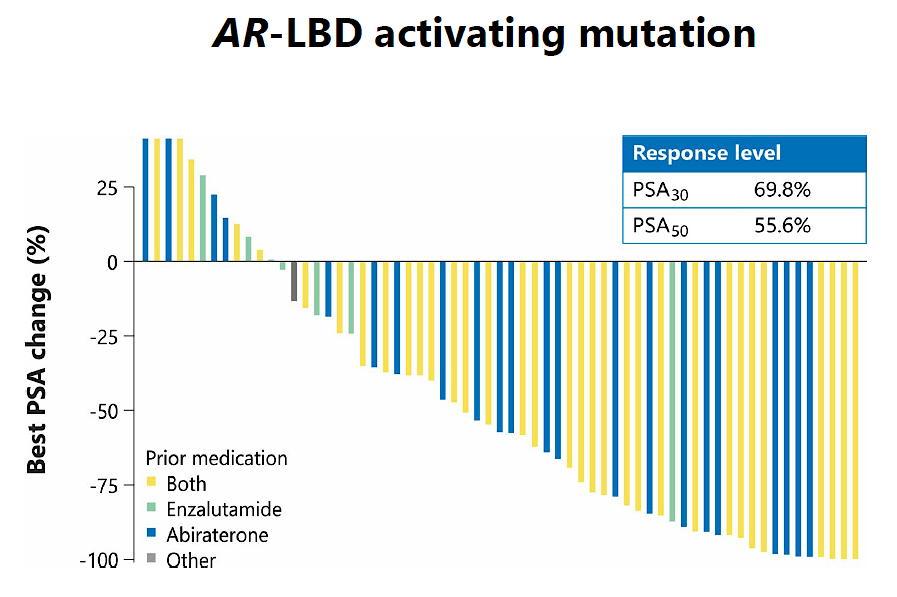 AR-LBD activating mutation
Response level
PSA30 69.8%
PSA50 55.6%
Best PSA change (%)
25
0
-25
-50
-75
-100
Prior medication
Both
Enzalutamide
Abiraterone
Other